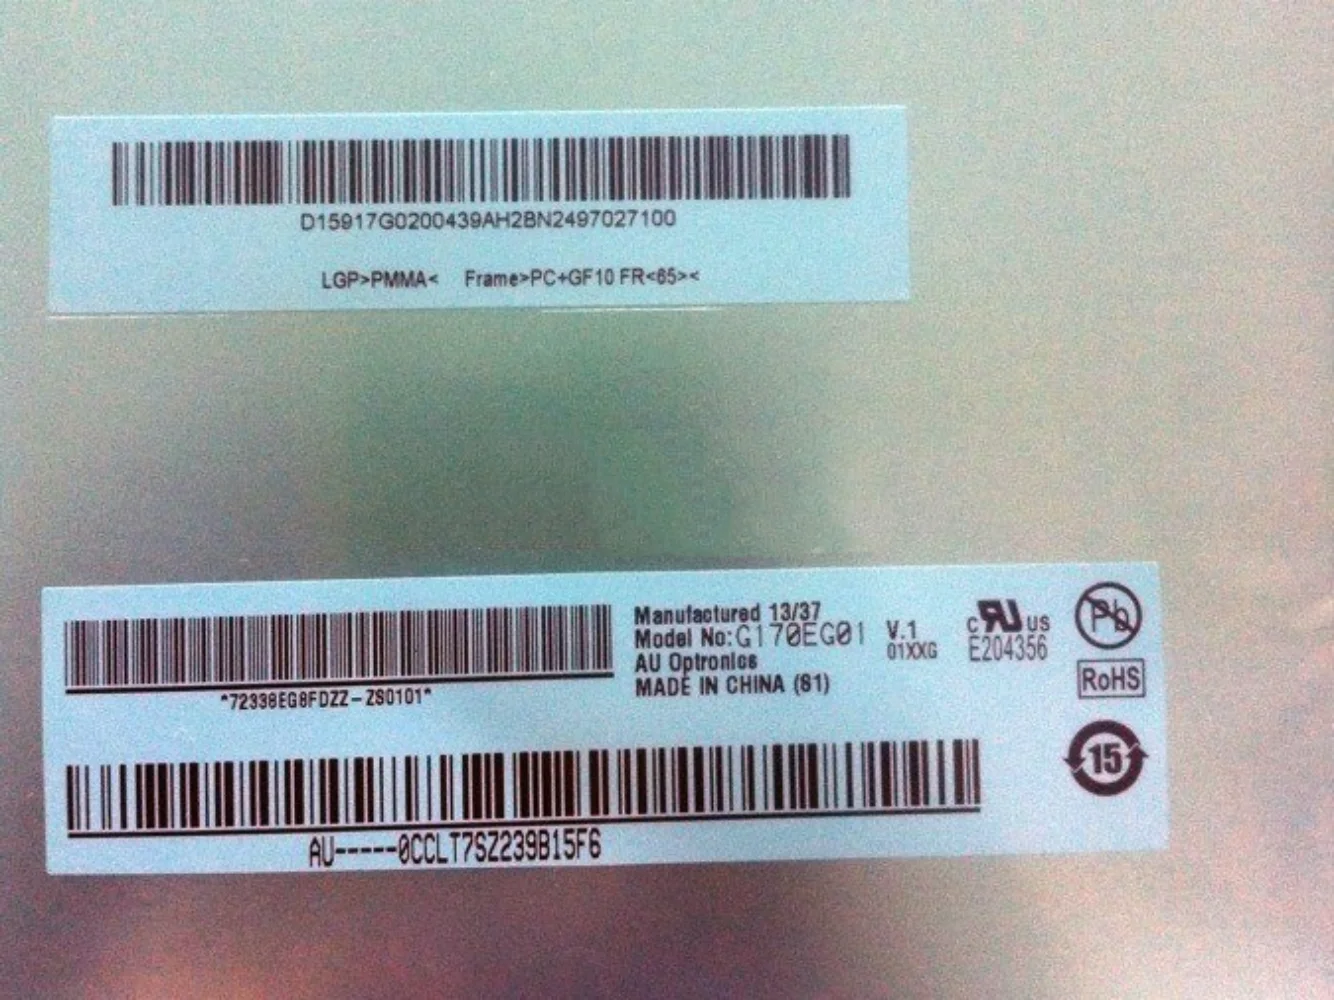 D15917G0200439AH2BN2497027100
LGP>PMMA< Frame>PC+GF10 FR<65><
*72338EG8FDZZ-ZS0101*
Manufactured 13/37
Model No:G170EG01 V.1
01XXG
AU Optronics
MADE IN CHINA (S1)
c RU US
E204356
Pb
RoHS
15
AU-----0CCLT7SZ239B15F6